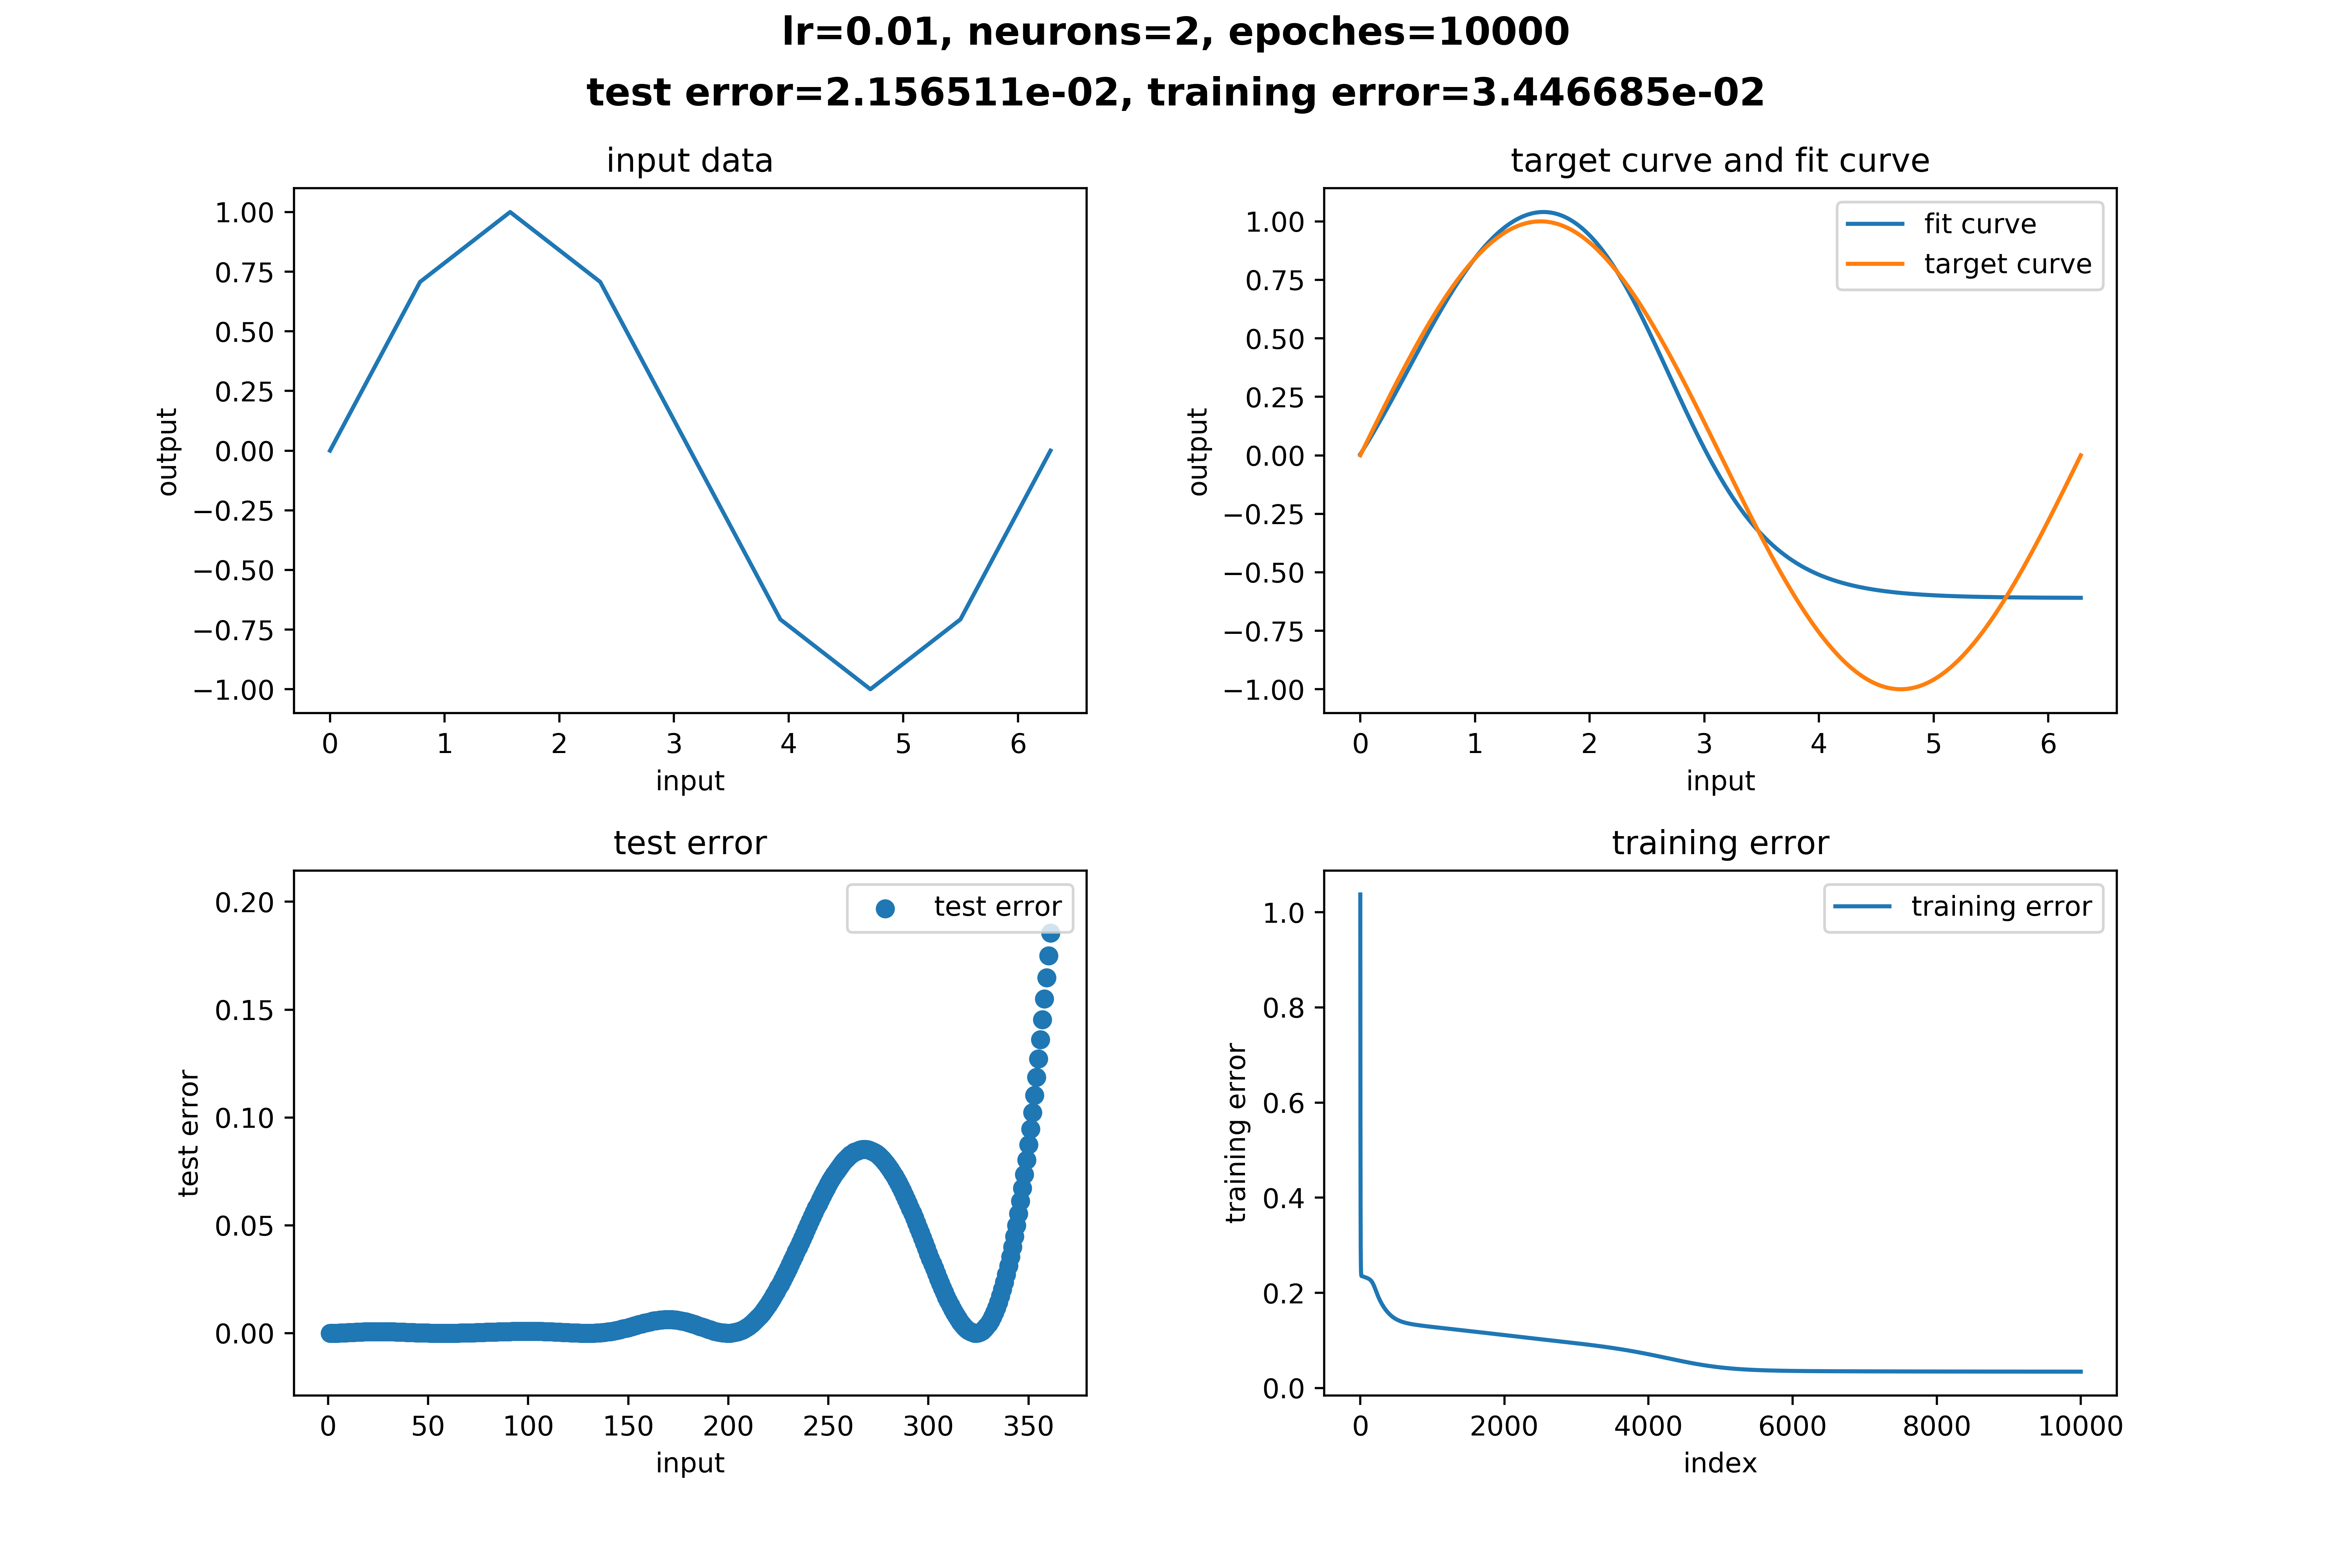 lr=0.01, neurons=2, epoches=10000
test error=2.156511e-02, training error=3.446685e-02
input data
1.00
0.75
0.50
0.25
0.00
−0.25
−0.50
−0.75
−1.00
output
0 1 2 3 4 5 6
input
target curve and fit curve
fit curve
target curve
1.00
0.75
0.50
0.25
0.00
−0.25
−0.50
−0.75
−1.00
output
0 1 2 3 4 5 6
input
test error
test error
0.20
0.15
0.10
0.05
0.00
test error
0 50 100 150 200 250 300 350
input
training error
training error
1.0
0.8
0.6
0.4
0.2
0.0
training error
0 2000 4000 6000 8000 10000
index